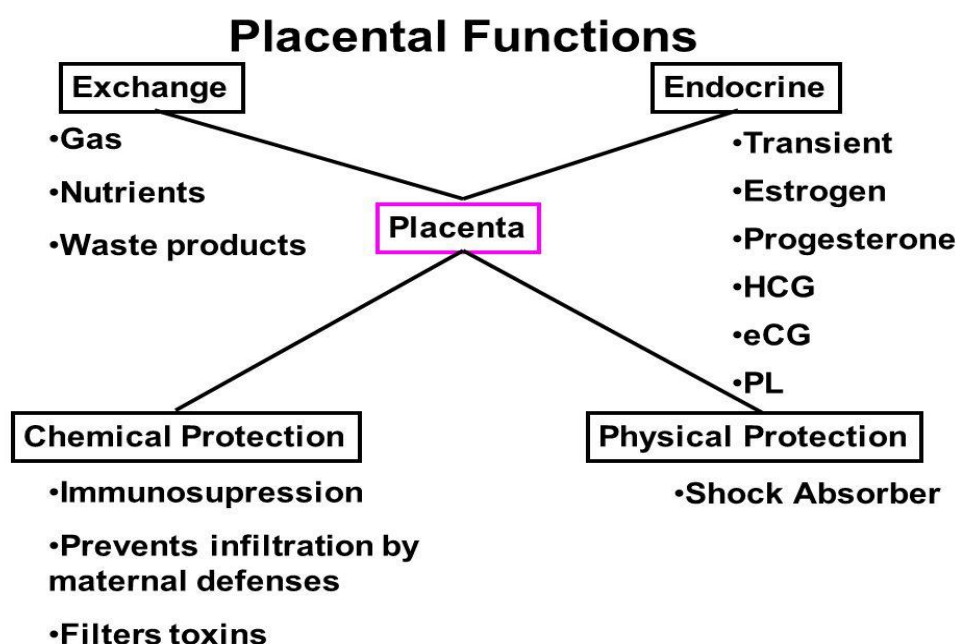 Placental Functions
Exchange
•Gas
•Nutrients
•Waste products
Endocrine
•Transient
•Estrogen
•Progesterone
•HCG
•eCG
•PL
Placenta
Chemical Protection
•Immunosupression
•Prevents infiltration by
maternal defenses
•Filters toxins
Physical Protection
•Shock Absorber